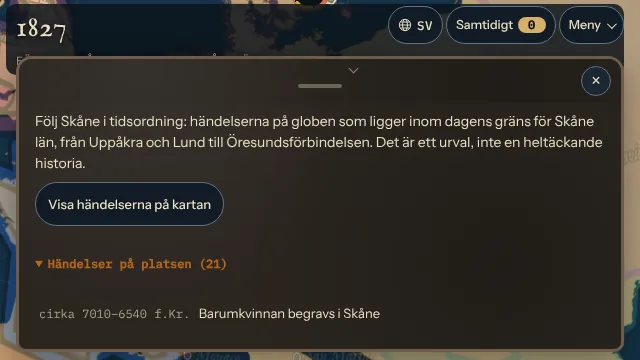 1827
SV
Samtidigt 0
Meny
Följ Skåne i tidsordning: händelserna på globen som ligger inom dagens gräns för Skåne
län, från Uppåkra och Lund till Öresundsförbindelsen. Det är ett urval, inte en heltäckande
historia.
Visa händelserna på kartan
Händelser på platsen (21)
cirka 7010–6540 f.Kr. Barumkvinnan begravs i Skåne